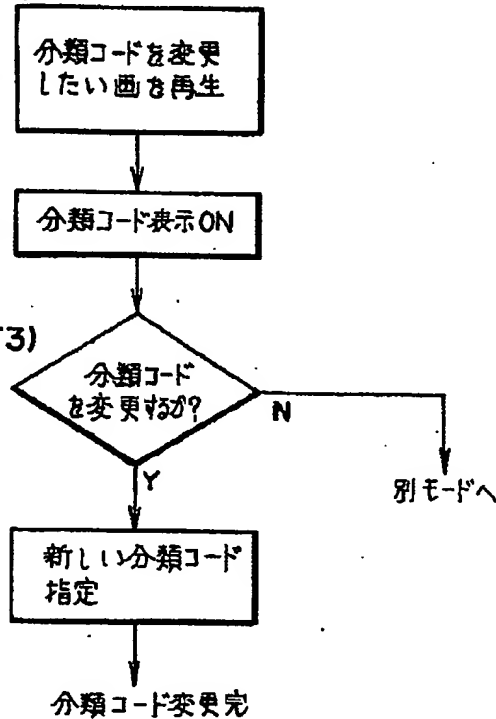 分類コードを変更
したい画を再生
分類コード表示ON
T3)
分類コード
を変更するか?
N
Y
別モードへ
新しい分類コード
指定
分類コード変更完